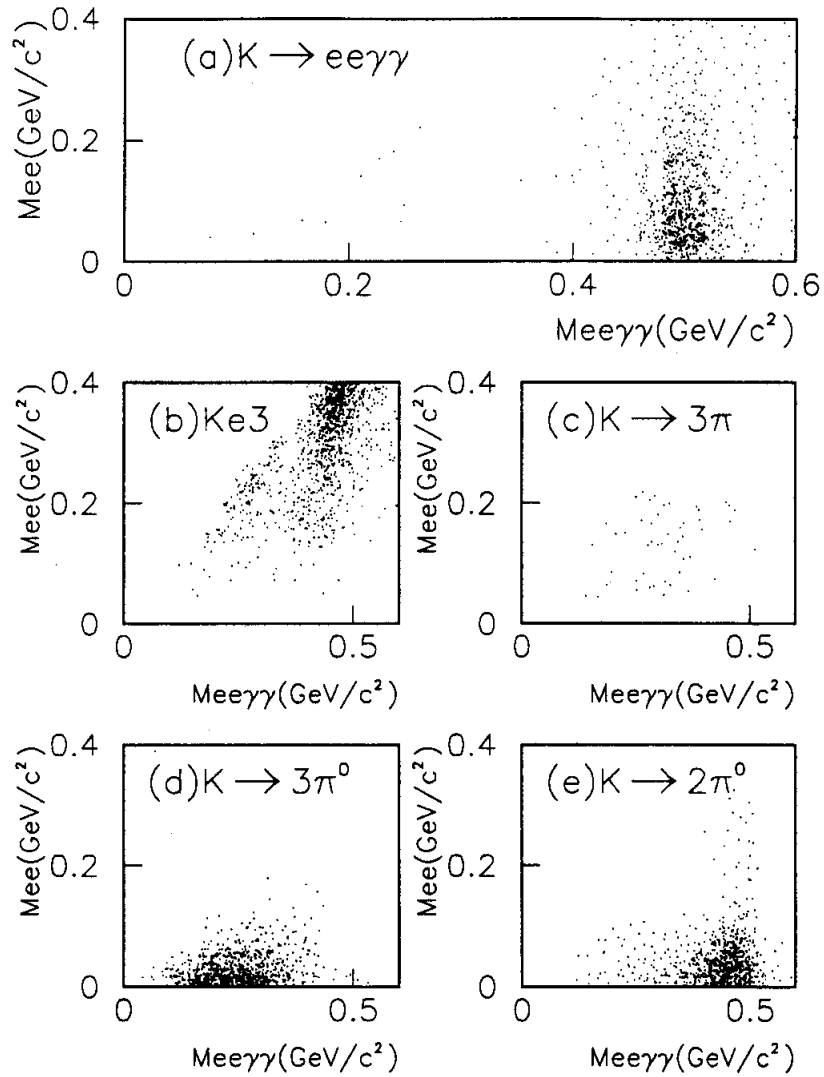 (a)K → eeγγ
Mee(GeV/c²)
0.4
0.2
0
0
0.2
0.4
0.6
Meeγγ(GeV/c²)
(b)Ke3
Mee(GeV/c²)
0.4
0.2
0
0
0.5
Meeγγ(GeV/c²)
(c)K → 3π
Mee(GeV/c²)
0.4
0.2
0
0
0.5
Meeγγ(GeV/c²)
(d)K → 3π⁰
Mee(GeV/c²)
0.4
0.2
0
0
0.5
Meeγγ(GeV/c²)
(e)K → 2π⁰
Mee(GeV/c²)
0.4
0.2
0
0
0.5
Meeγγ(GeV/c²)